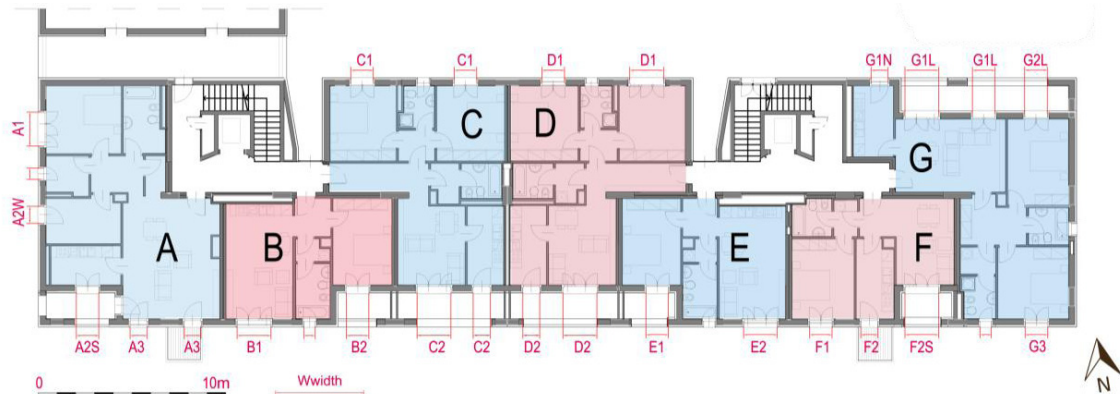 C1 C1 D1 D1 G1N G1L G1L G2L
A1
A2W
A B C D E F G
A2S A3 A3 B1 B2 C2 C2 D2 D2 E1 E2 F1 F2 F2S G3
0 10m Wwidth
N